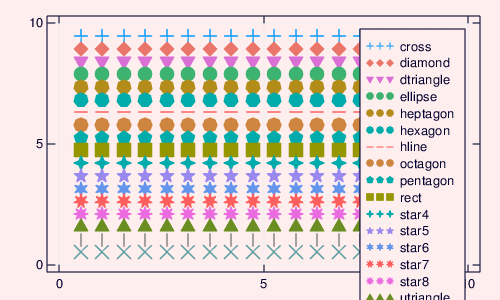 10
5
0
0
5
0
cross
diamond
dtriangle
ellipse
heptagon
hexagon
hline
octagon
pentagon
rect
star4
star5
star6
star7
star8
utriangle